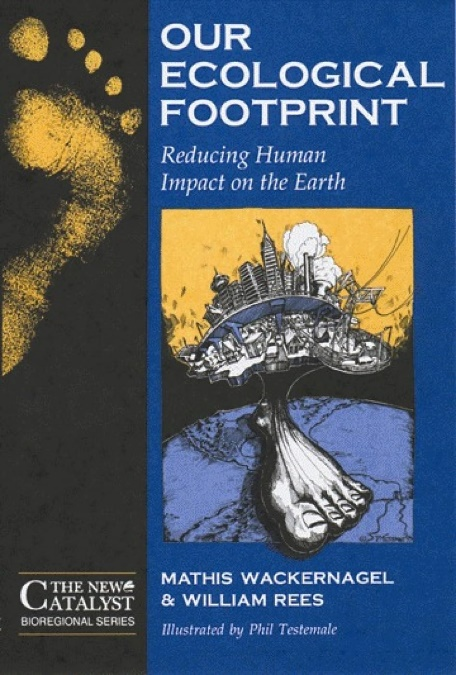 OUR
ECOLOGICAL
FOOTPRINT
Reducing Human
Impact on the Earth
MATHIS WACKERNAGEL
& WILLIAM REES
Illustrated by Phil Testemale
THE NEW
CATALYST
BIOREGIONAL SERIES